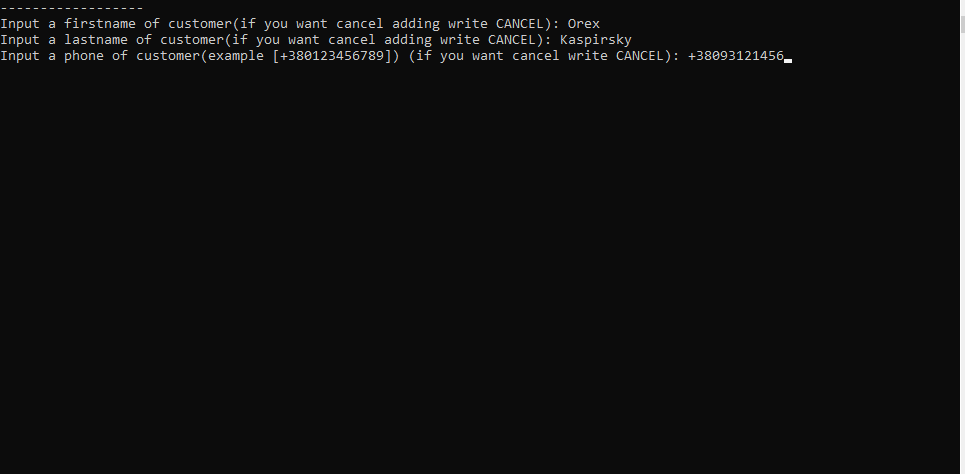 ------------------
Input a firstname of customer(if you want cancel adding write CANCEL): Orex
Input a lastname of customer(if you want cancel adding write CANCEL): Kaspirsky
Input a phone of customer(example [+380123456789]) (if you want cancel write CANCEL): +38093121456